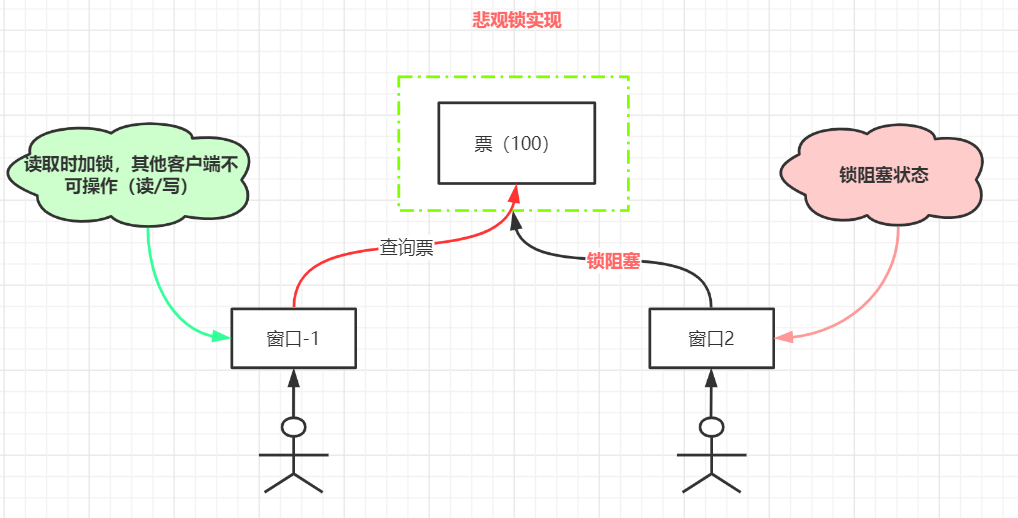 悲观锁实现
票（100）
读取时加锁，其他客户端不
可操作（读/写）
锁阻塞状态
查询票
锁阻塞
窗口-1
窗口2